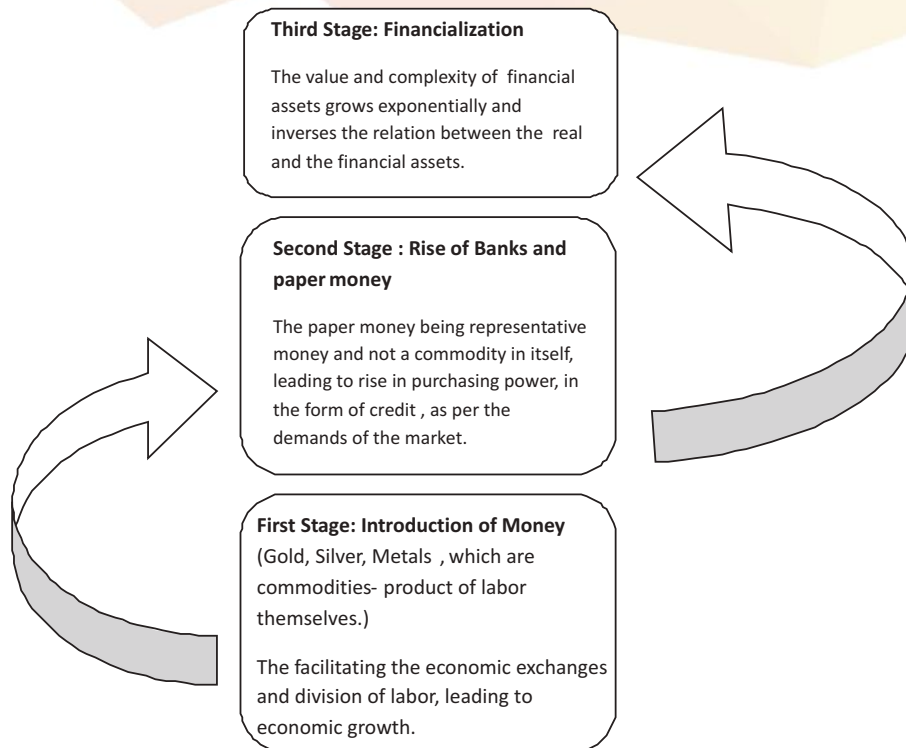 Third Stage: Financialization
The value and complexity of financial
assets grows exponentially and
inverses the relation between the real
and the financial assets.
Second Stage : Rise of Banks and
paper money
The paper money being representative
money and not a commodity in itself,
leading to rise in purchasing power, in
the form of credit , as per the
demands of the market.
First Stage: Introduction of Money
(Gold, Silver, Metals , which are
commodities- product of labor
themselves.)
The facilitating the economic exchanges
and division of labor, leading to
economic growth.